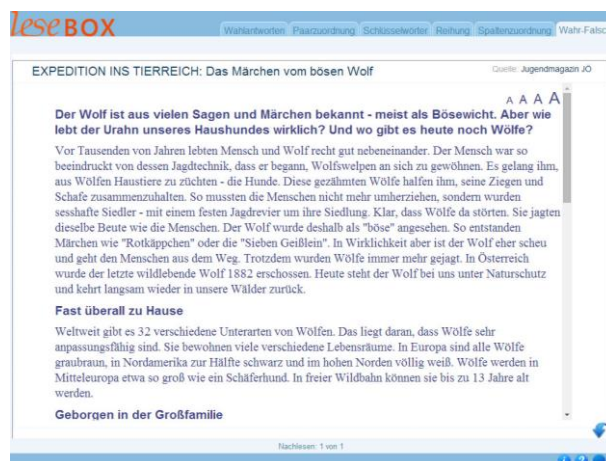 leseBOX
Wahlantworten Paarzuordnung Schlüsselwörter Reihung Spaltenzuordnung Wahr-Falsc
EXPEDITION INS TIERREICH: Das Märchen vom bösen Wolf
Quelle: Jugendmagazin JÖ
A A A A
Der Wolf ist aus vielen Sagen und Märchen bekannt - meist als Bösewicht. Aber wie
lebt der Urahn unseres Haushundes wirklich? Und wo gibt es heute noch Wölfe?
Vor Tausenden von Jahren lebten Mensch und Wolf recht gut nebeneinander. Der Mensch war so
beeindruckt von dessen Jagdtechnik, dass er begann, Wolfswelpen an sich zu gewöhnen. Es gelang ihm,
aus Wölfen Haustiere zu züchten - die Hunde. Diese gezähmten Wölfe halfen ihm, seine Ziegen und
Schafe zusammenzuhalten. So mussten die Menschen nicht mehr umherziehen, sondern wurden
sesshafte Siedler - mit einem festen Jagdrevier um ihre Siedlung. Klar, dass Wölfe da störten. Sie jagten
dieselbe Beute wie die Menschen. Der Wolf wurde deshalb als "böse" angesehen. So entstanden
Märchen wie "Rotkäppchen" oder die "Sieben Geißlein". In Wirklichkeit aber ist der Wolf eher scheu
und geht den Menschen aus dem Weg. Trotzdem wurden Wölfe immer mehr gejagt. In Österreich
wurde der letzte wildlebende Wolf 1882 erschossen. Heute steht der Wolf bei uns unter Naturschutz
und kehrt langsam wieder in unsere Wälder zurück.
Fast überall zu Hause
Weltweit gibt es 32 verschiedene Unterarten von Wölfen. Das liegt daran, dass Wölfe sehr
anpassungsfähig sind. Sie bewohnen viele verschiedene Lebensräume. In Europa sind alle Wölfe
graubraun, in Nordamerika zur Hälfte schwarz und im hohen Norden völlig weiß. Wölfe werden in
Mitteleuropa etwa so groß wie ein Schäferhund. In freier Wildbahn können sie bis zu 13 Jahre alt
werden.
Geborgen in der Großfamilie
Nachlesen: 1 von 1